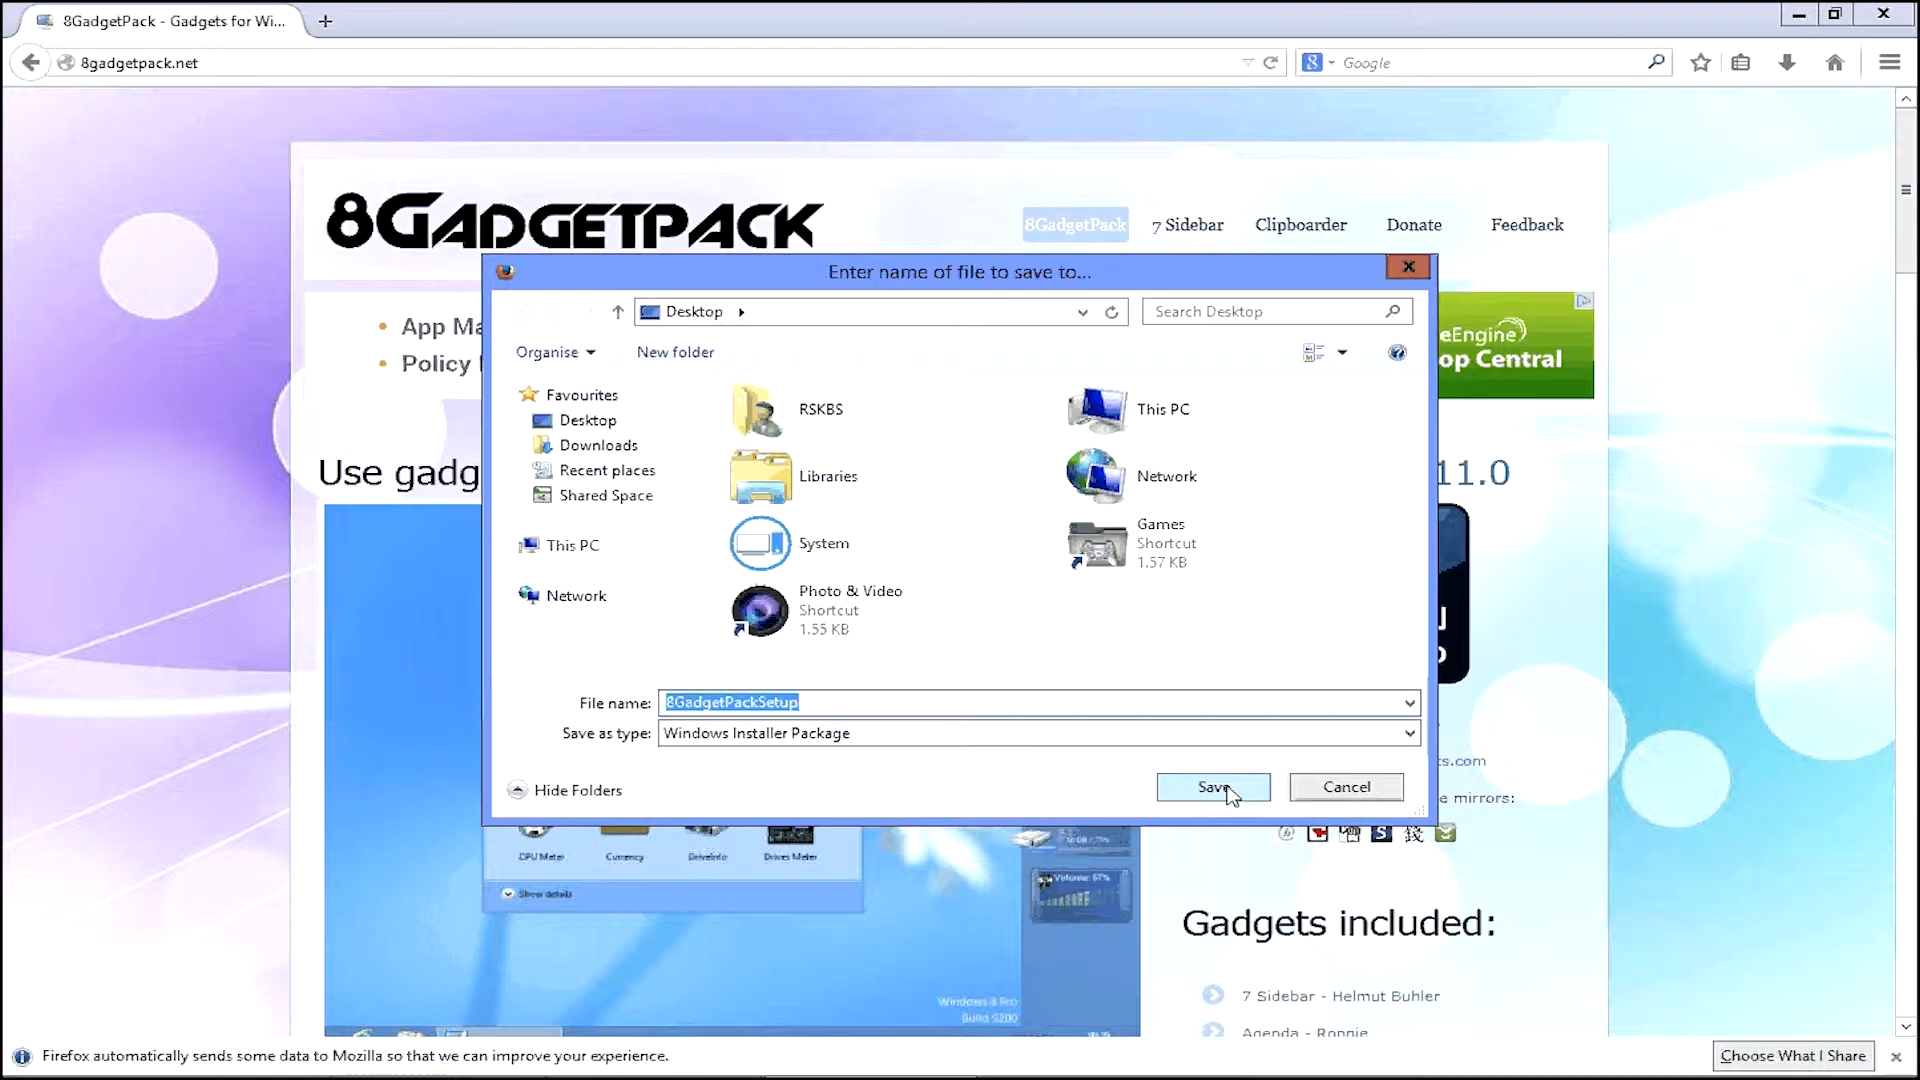 8GadgetPack - Gadgets for Wi...
8gadgetpack.net
Google
8GADGETPACK
8GadgetPack
7 Sidebar
Clipboarder
Donate
Feedback
Enter name of file to save to...
Desktop
Search Desktop
Organise
New folder
App Ma
Policy
eEngine
op Central
Favourites
Desktop
Downloads
Recent places
Shared Space
This PC
Network
RSKBS
This PC
Libraries
Network
System
Games
Shortcut
1.57 KB
Photo & Video
Shortcut
1.55 KB
Use gadg
11.0
File name:
8GadgetPackSetup
Save as type:
Windows Installer Package
Hide Folders
Save
Cancel
ts.com
e mirrors:
CPU Meter
Currency
DriveInfo
Drives Meter
Show details
Volume: 67%
Windows 8 Pro
Build 9200
Gadgets included:
7 Sidebar - Helmut Buhler
Agenda - Ronnie
Firefox automatically sends some data to Mozilla so that we can improve your experience.
Choose What I Share